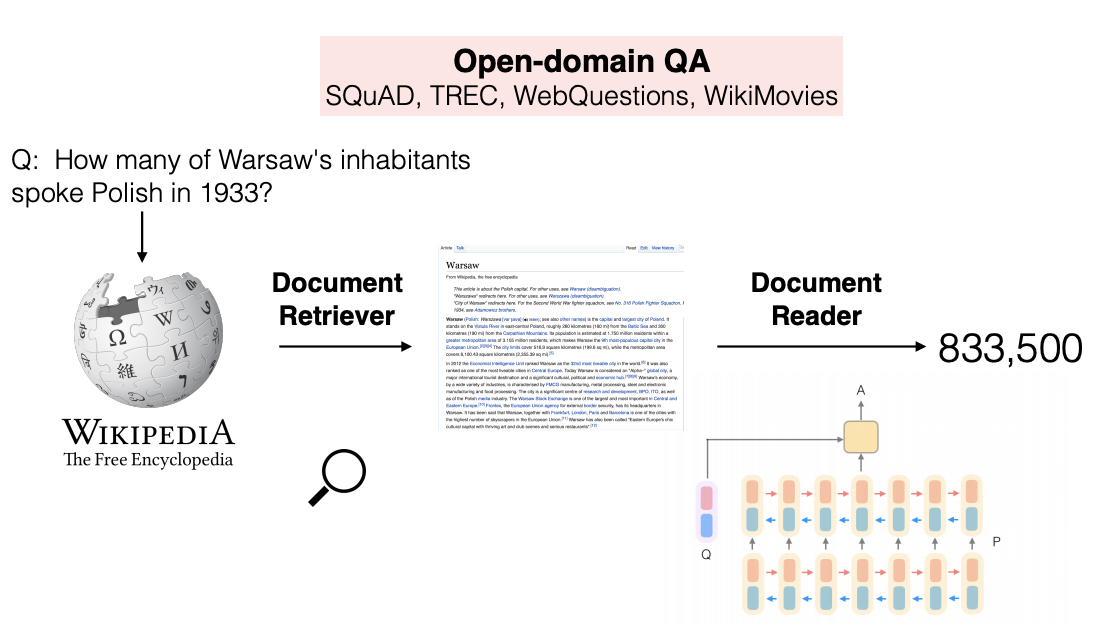 Open-domain QA
SQuAD, TREC, WebQuestions, WikiMovies
Q: How many of Warsaw's inhabitants
spoke Polish in 1933?
Document
Retriever
Document
Reader
833,500
Ω
W
И
維
ウィ
WIKIPEDIA
The Free Encyclopedia
Article Talk Read Edit View history
Warsaw
From Wikipedia, the free encyclopedia
This article is about the Polish capital. For other uses, see Warsaw (disambiguation).
"Warszawa" redirects here. For other uses, see Warszawa (disambiguation).
"City of Warsaw" redirects here. For the Second World War fighter squadron, see No. 316 Polish Fighter Squadron.
1934, see Adamowicz brothers.
Warsaw (Polish: Warszawa see also other names) is the capital and largest city of Poland. It
stands on the Vistula River in east-central Poland, roughly 260 kilometres (160 mi) from the Baltic Sea and 300
kilometres (190 mi) from the Carpathian Mountains. Its population is estimated at 1.750 million residents within a
greater metropolitan area of 3.105 million residents, which makes Warsaw the 9th most-populous capital city in the
European Union. The city limits cover 516.9 square kilometres (199.6 sq mi), while the metropolitan area
covers 6,100.43 square kilometres (2,355.39 sq mi).
In 2012 the Economist Intelligence Unit ranked Warsaw as the 32nd most liveable city in the world. It was also
ranked as one of the most liveable cities in Central Europe. Today Warsaw is considered an "Alpha–" global city, a
major international tourist destination and a significant cultural, political and economic hub. Warsaw's economy,
by a wide variety of industries, is characterised by FMCG manufacturing, metal processing, steel and electronic
manufacturing and food processing. The city is a significant centre of research and development, BPO, ITO, as well
as of the Polish media industry. The Warsaw Stock Exchange is one of the largest and most important in Central and
Eastern Europe. Frontex, the European Union agency for external border security, has its headquarters in
Warsaw. It has been said that Warsaw, together with Frankfurt, London, Paris and Barcelona is one of the cities with
the highest number of skyscrapers in the European Union. Warsaw has also been called "Eastern Europe's chic
cultural capital with thriving art and club scenes and serious restaurants".
A
Q
P